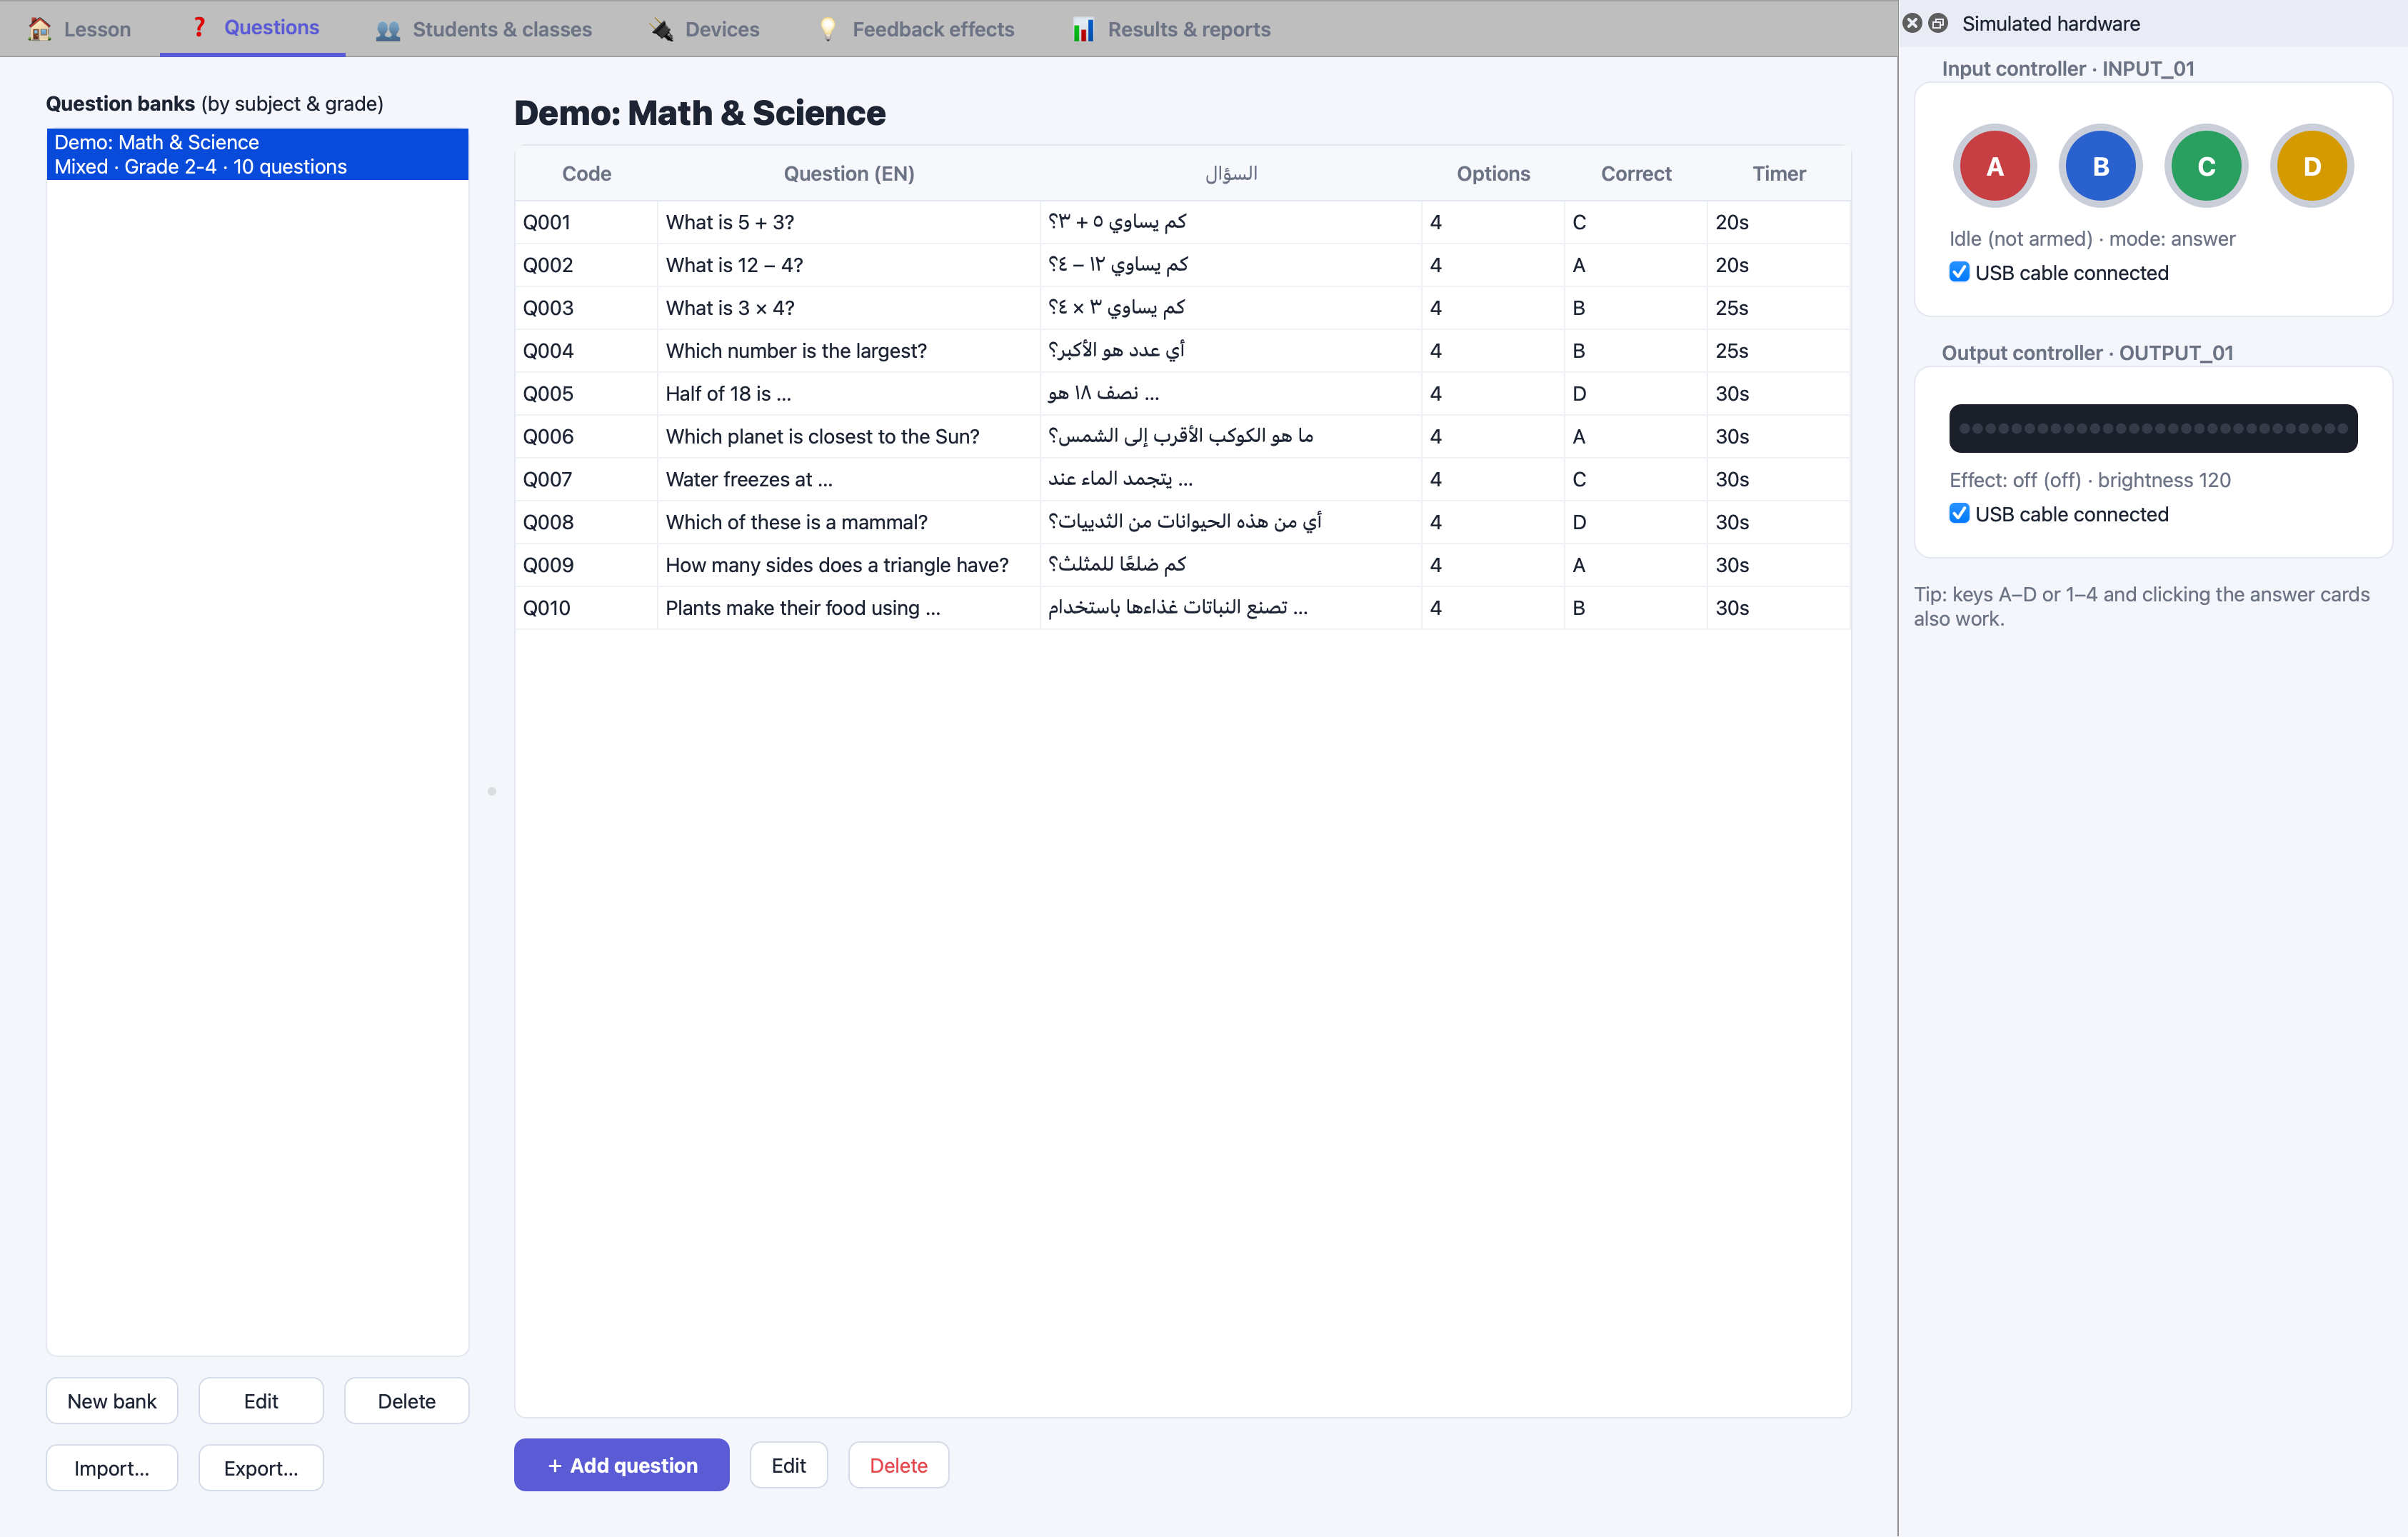 Lesson
Questions
Students & classes
Devices
Feedback effects
Results & reports
Question banks (by subject & grade)
Demo: Math & Science
Mixed · Grade 2-4 · 10 questions
New bank
Edit
Delete
Import...
Export...
Demo: Math & Science
Code Question (EN) السؤال Options Correct Timer
Q001 What is 5 + 3? كم يساوي ٥ + ٣؟ 4 C 20s
Q002 What is 12 – 4? كم يساوي ١٢ – ٤؟ 4 A 20s
Q003 What is 3 × 4? كم يساوي ٣ × ٤؟ 4 B 25s
Q004 Which number is the largest? أي عدد هو الأكبر؟ 4 B 25s
Q005 Half of 18 is ... نصف ١٨ هو ... 4 D 30s
Q006 Which planet is closest to the Sun? ما هو الكوكب الأقرب إلى الشمس؟ 4 A 30s
Q007 Water freezes at ... يتجمد الماء عند ... 4 C 30s
Q008 Which of these is a mammal? أي من هذه الحيوانات من الثدييات؟ 4 D 30s
Q009 How many sides does a triangle have? كم ضلعًا للمثلث؟ 4 A 30s
Q010 Plants make their food using ... تصنع النباتات غذاءها باستخدام ... 4 B 30s
+ Add question
Edit
Delete
Simulated hardware
Input controller · INPUT_01
A B C D
Idle (not armed) · mode: answer
USB cable connected
Output controller · OUTPUT_01
Effect: off (off) · brightness 120
USB cable connected
Tip: keys A–D or 1–4 and clicking the answer cards
also work.